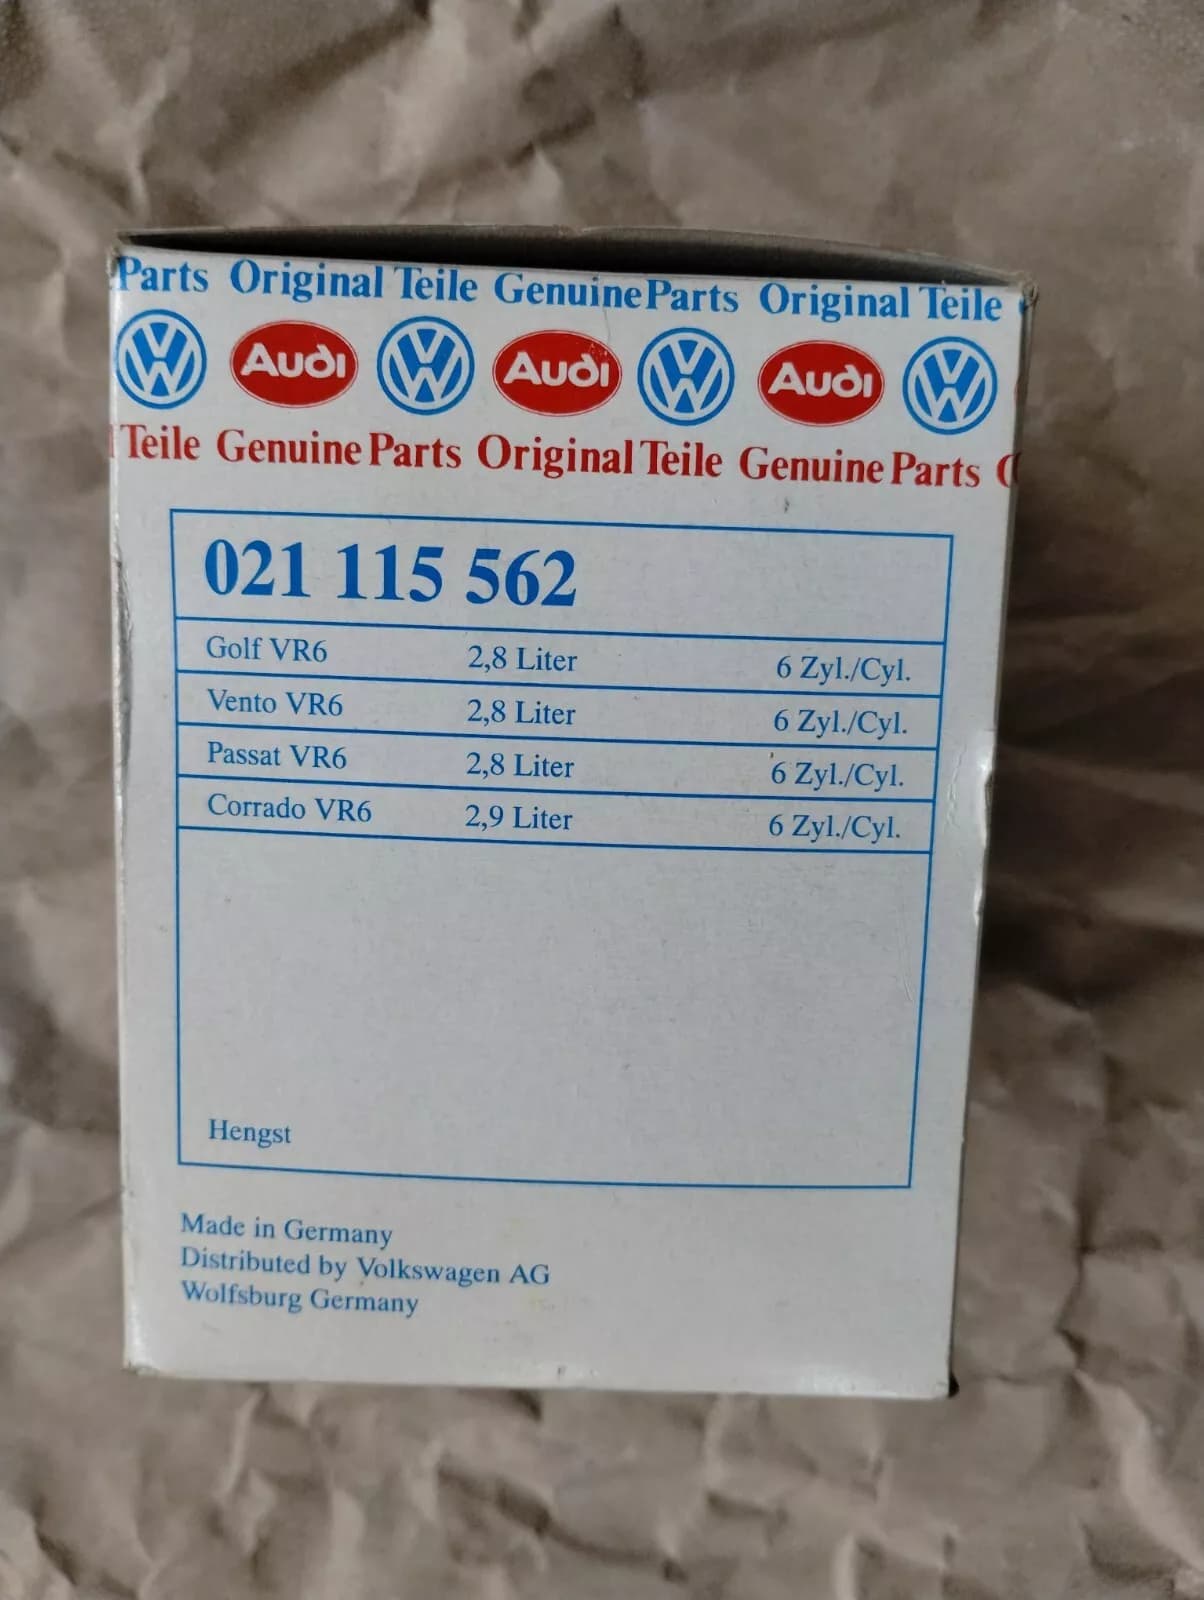 Parts Original Teile Genuine Parts Original Teile
Audi Audi Audi
Teile Genuine Parts Original Teile Genuine Parts
021 115 562
Golf VR6 2,8 Liter 6 Zyl./Cyl.
Vento VR6 2,8 Liter 6 Zyl./Cyl.
Passat VR6 2,8 Liter 6 Zyl./Cyl.
Corrado VR6 2,9 Liter 6 Zyl./Cyl.
Hengst
Made in Germany
Distributed by Volkswagen AG
Wolfsburg Germany